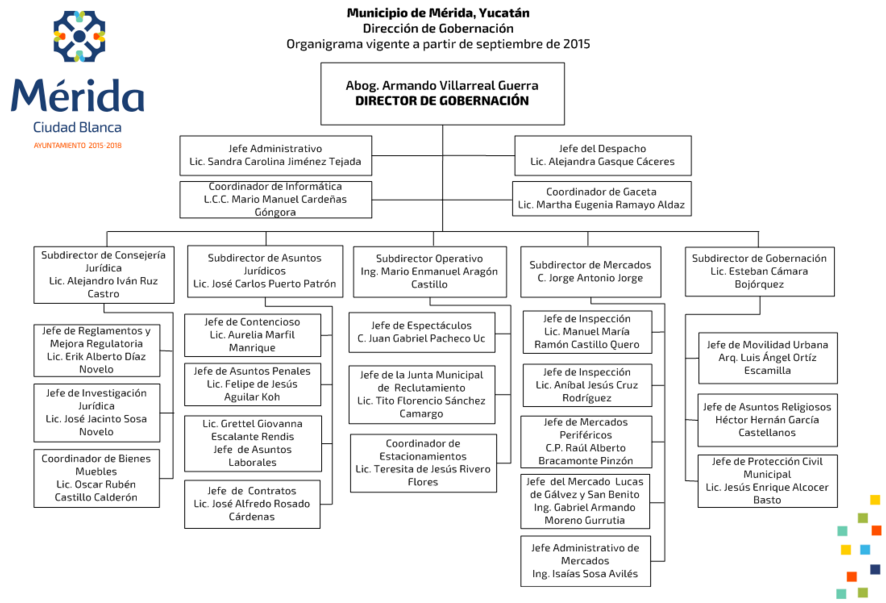 Municipio de Mérida, Yucatán
Dirección de Gobernación
Organigrama vigente a partir de septiembre de 2015
Mérida
Ciudad Blanca
AYUNTAMIENTO 2015-2018
Abog. Armando Villarreal Guerra
DIRECTOR DE GOBERNACIÓN
Jefe Administrativo
Lic. Sandra Carolina Jiménez Tejada
Jefe del Despacho
Lic. Alejandra Gasque Cáceres
Coordinador de Informática
L.C.C. Mario Manuel Cardeñas
Góngora
Coordinador de Gaceta
Lic. Martha Eugenia Ramayo Aldaz
Subdirector de Consejería
Jurídica
Lic. Alejandro Iván Ruz
Castro
Jefe de Reglamentos y
Mejora Regulatoria
Lic. Erik Alberto Díaz
Novelo
Jefe de Investigación
Jurídica
Lic. José Jacinto Sosa
Novelo
Coordinador de Bienes
Muebles
Lic. Oscar Rubén
Castillo Calderón
Subdirector de Asuntos
Jurídicos
Lic. José Carlos Puerto Patrón
Jefe de Contencioso
Lic. Aurelia Marfil
Manrique
Jefe de Asuntos Penales
Lic. Felipe de Jesús
Aguilar Koh
Lic. Grettel Giovanna
Escalante Rendis
Jefe de Asuntos
Laborales
Jefe de Contratos
Lic. José Alfredo Rosado
Cárdenas
Subdirector Operativo
Ing. Mario Enmanuel Aragón
Castillo
Jefe de Espectáculos
C. Juan Gabriel Pacheco Uc
Jefe de la Junta Municipal
de Reclutamiento
Lic. Tito Florencio Sánchez
Camargo
Coordinador de
Estacionamientos
Lic. Teresita de Jesús Rivero
Flores
Subdirector de Mercados
C. Jorge Antonio Jorge
Jefe de Inspección
Lic. Manuel María
Ramón Castillo Quero
Jefe de Inspección
Lic. Aníbal Jesús Cruz
Rodríguez
Jefe de Mercados
Periféricos
C.P. Raúl Alberto
Bracamonte Pinzón
Jefe del Mercado Lucas
de Gálvez y San Benito
Ing. Gabriel Armando
Moreno Gurrutia
Jefe Administrativo de
Mercados
Ing. Isaías Sosa Avilés
Subdirector de Gobernación
Lic. Esteban Cámara
Bojórquez
Jefe de Movilidad Urbana
Arq. Luis Ángel Ortíz
Escamilla
Jefe de Asuntos Religiosos
Héctor Hernán García
Castellanos
Jefe de Protección Civil
Municipal
Lic. Jesús Enrique Alcocer
Basto